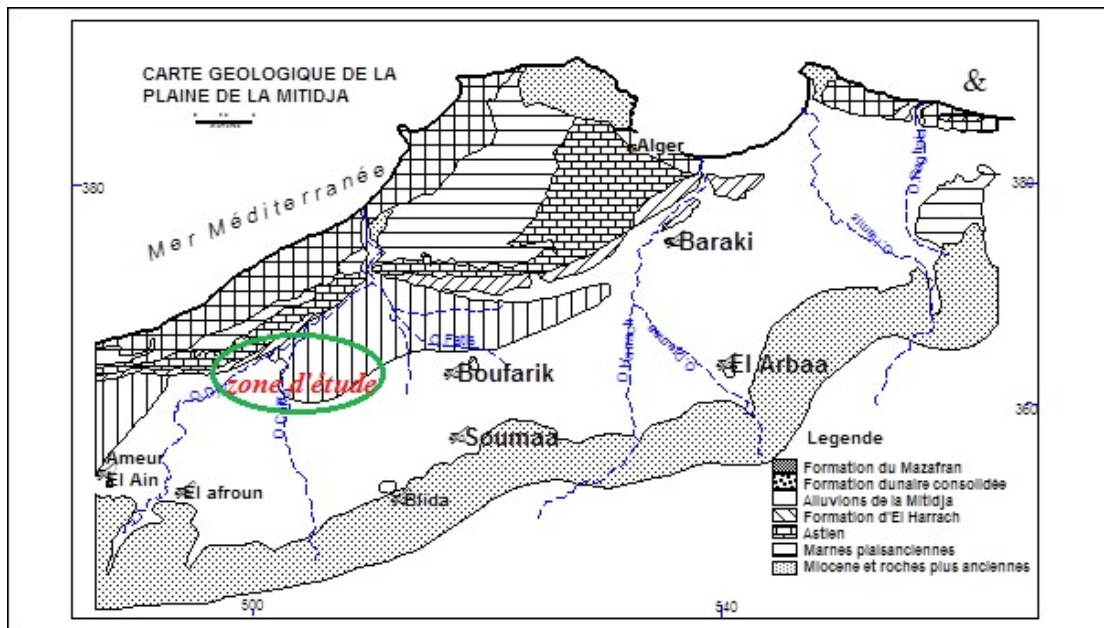 CARTE GEOLOGIQUE DE LA
PLAINE DE LA MITIDJA
&
Alger
Mer Méditerranée
380
380
Baraki
O.Harrach
El Arbaa
Boufarik
zone d'étude
360
Soumaa
Ameur
El Ain
El afroun
Blida
Legende
Formation du Mazafran
Formation dunaire consolidée
Alluvions de la Mitidja
Formation d'El Harrach
Astien
Marnes plaisanciennes
Miocene et roches plus anciennes
500
540